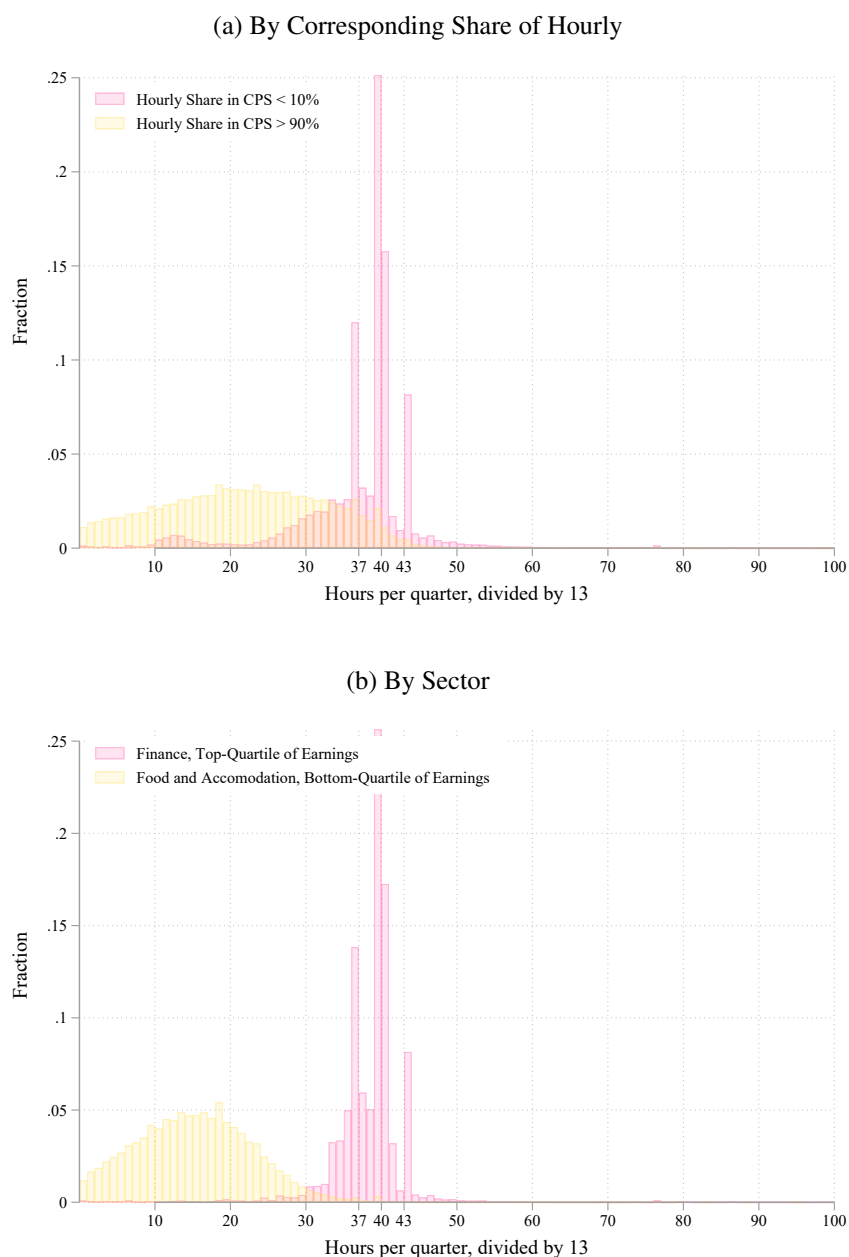 (a) By Corresponding Share of Hourly
.25
Hourly Share in CPS < 10%
Hourly Share in CPS > 90%
.2
.15
Fraction
.1
.05
0
10 20 30 37 40 43 50 60 70 80 90 100
Hours per quarter, divided by 13
(b) By Sector
.25
Finance, Top-Quartile of Earnings
Food and Accomodation, Bottom-Quartile of Earnings
.2
.15
Fraction
.1
.05
0
10 20 30 37 40 43 50 60 70 80 90 100
Hours per quarter, divided by 13